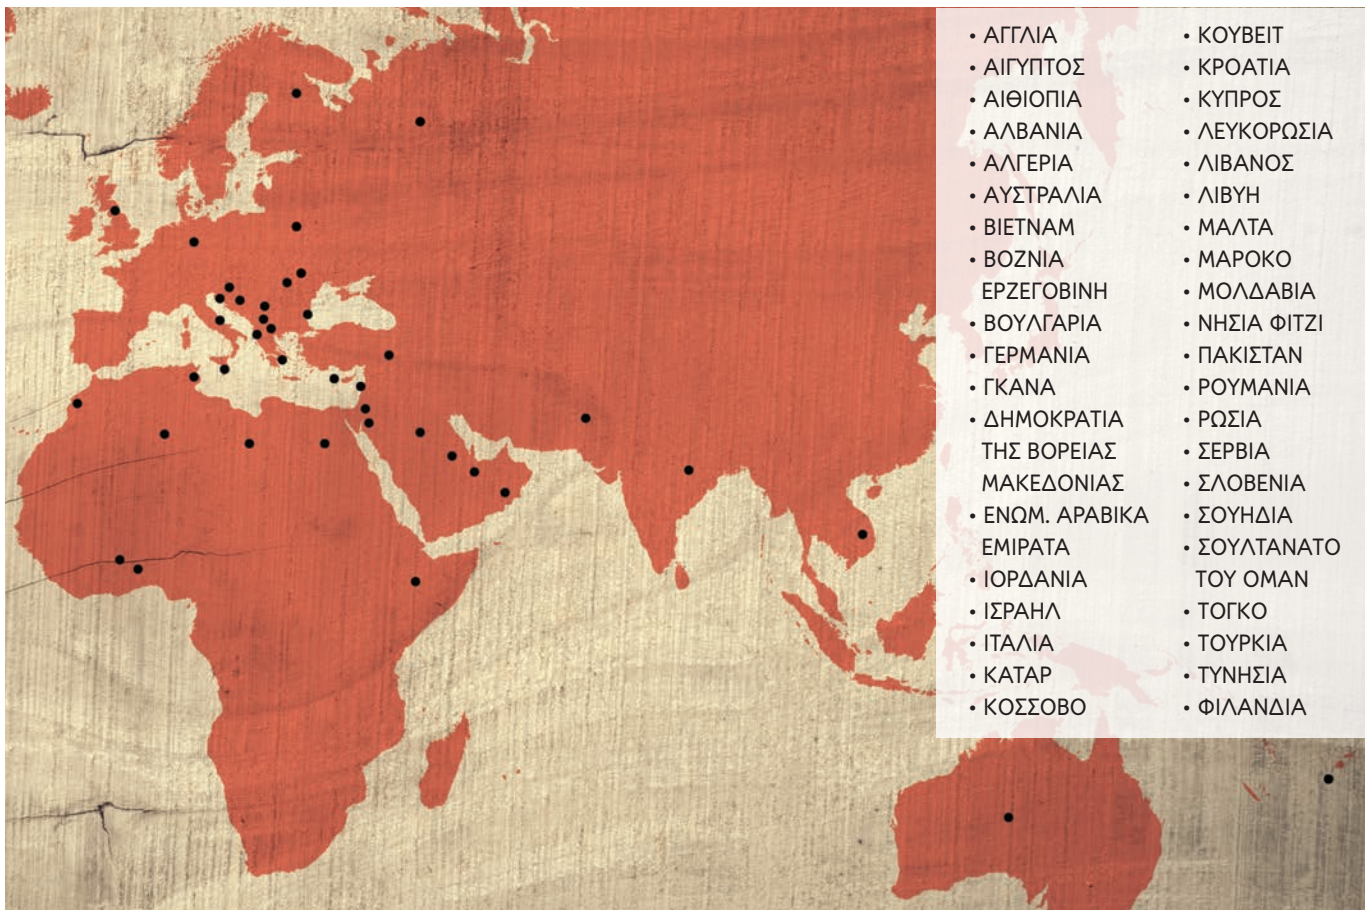 • ΑΓΓΛΙΑ
• ΑΙΓΥΠΤΟΣ
• ΑΙΘΙΟΠΙΑ
• ΑΛΒΑΝΙΑ
• ΑΛΓΕΡΙΑ
• ΑΥΣΤΡΑΛΙΑ
• ΒΙΕΤΝΑΜ
• ΒΟΖΝΙΑ
ΕΡΖΕΓΟΒΙΝΗ
• ΒΟΥΛΓΑΡΙΑ
• ΓΕΡΜΑΝΙΑ
• ΓΚΑΝΑ
• ΔΗΜΟΚΡΑΤΙΑ
ΤΗΣ ΒΟΡΕΙΑΣ
ΜΑΚΕΔΟΝΙΑΣ
• ΕΝΩΜ. ΑΡΑΒΙΚΑ
ΕΜΙΡΑΤΑ
• ΙΟΡΔΑΝΙΑ
• ΙΣΡΑΗΛ
• ΙΤΑΛΙΑ
• ΚΑΤΑΡ
• ΚΟΣΣΟΒΟ
• ΚΟΥΒΕΙΤ
• ΚΡΟΑΤΙΑ
• ΚΥΠΡΟΣ
• ΛΕΥΚΟΡΩΣΙΑ
• ΛΙΒΑΝΟΣ
• ΛΙΒΥΗ
• ΜΑΛΤΑ
• ΜΑΡΟΚΟ
• ΜΟΛΔΑΒΙΑ
• ΝΗΣΙΑ ΦΙΤΖΙ
• ΠΑΚΙΣΤΑΝ
• ΡΟΥΜΑΝΙΑ
• ΡΩΣΙΑ
• ΣΕΡΒΙΑ
• ΣΛΟΒΕΝΙΑ
• ΣΟΥΗΔΙΑ
• ΣΟΥΛΤΑΝΑΤΟ
ΤΟΥ ΟΜΑΝ
• ΤΟΓΚΟ
• ΤΟΥΡΚΙΑ
• ΤΥΝΗΣΙΑ
• ΦΙΛΑΝΔΙΑ